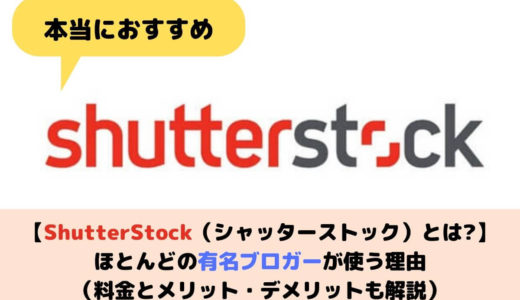 本当におすすめ
shutterstock
【ShutterStock（シャッターストック）とは?】
ほとんどの有名ブロガーが使う理由
（料金とメリット・デメリットも解説）